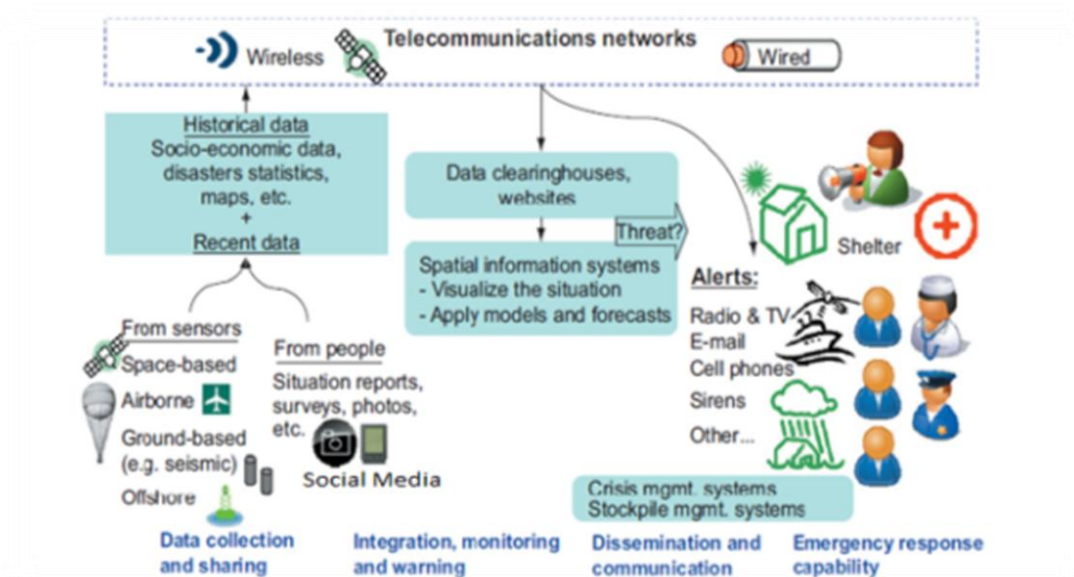 Telecommunications networks
Wireless
Wired
Historical data
Socio-economic data,
disasters statistics,
maps, etc.
+
Recent data
From sensors
Space-based
Airborne
Ground-based
(e.g. seismic)
Offshore
From people
Situation reports,
surveys, photos,
etc.
Social Media
Data clearinghouses,
websites
Threat?
Spatial information systems
- Visualize the situation
- Apply models and forecasts
Shelter
Alerts:
Radio & TV
E-mail
Cell phones
Sirens
Other...
Crisis mgmt. systems
Stockpile mgmt. systems
Data collection
and sharing
Integration, monitoring
and warning
Dissemination and
communication
Emergency response
capability